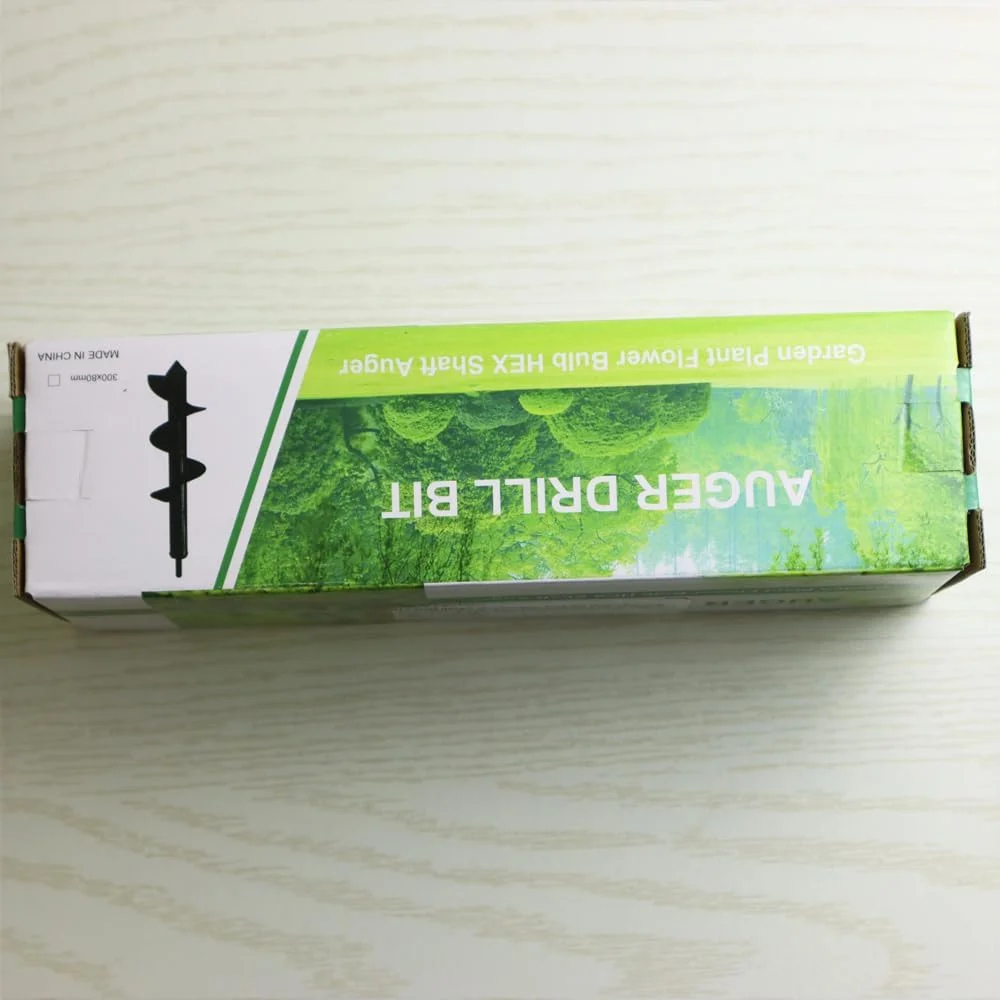 AUGER DRILL BIT
Garden Plant Flower Bulb HEX Shaft Auger
300x80mm
MADE IN CHINA